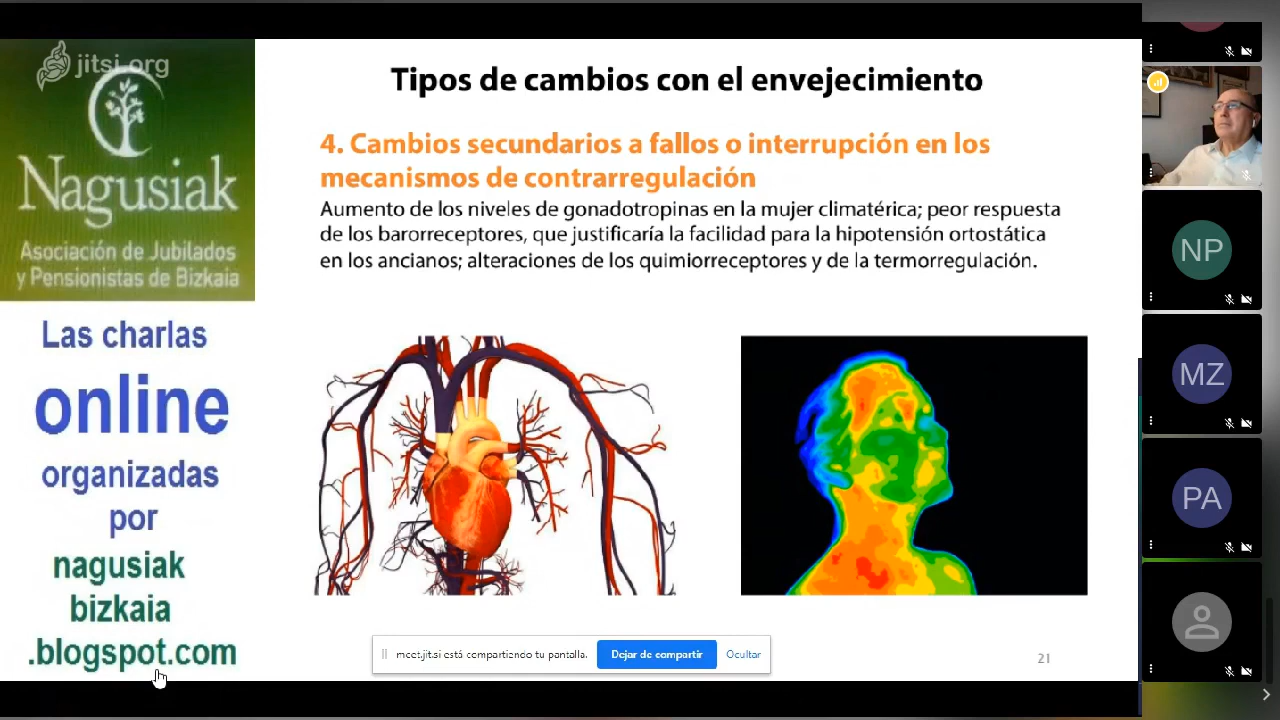 jitsi.org
Nagusiak
Asociación de Jubilados
y Pensionistas de Bizkaia
Las charlas
online
organizadas
por
nagusiak
bizkaia
.blogspot.com
Tipos de cambios con el envejecimiento
4. Cambios secundarios a fallos o interrupción en los
mecanismos de contrarregulación
Aumento de los niveles de gonadotropinas en la mujer climatérica; peor respuesta
de los barorreceptores, que justificaría la facilidad para la hipotensión ortostática
en los ancianos; alteraciones de los quimiorreceptores y de la termorregulación.
meet.jit.si está compartiendo tu pantalla.
Dejar de compartir
Ocultar
21
NP
MZ
PA